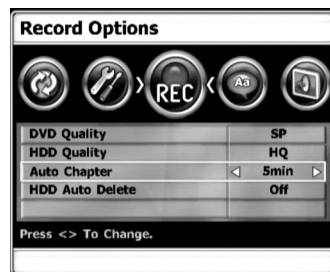 Record Options
REC
Aa
DVD Quality SP
HDD Quality HQ
Auto Chapter 5min
HDD Auto Delete Off
Press <> To Change.